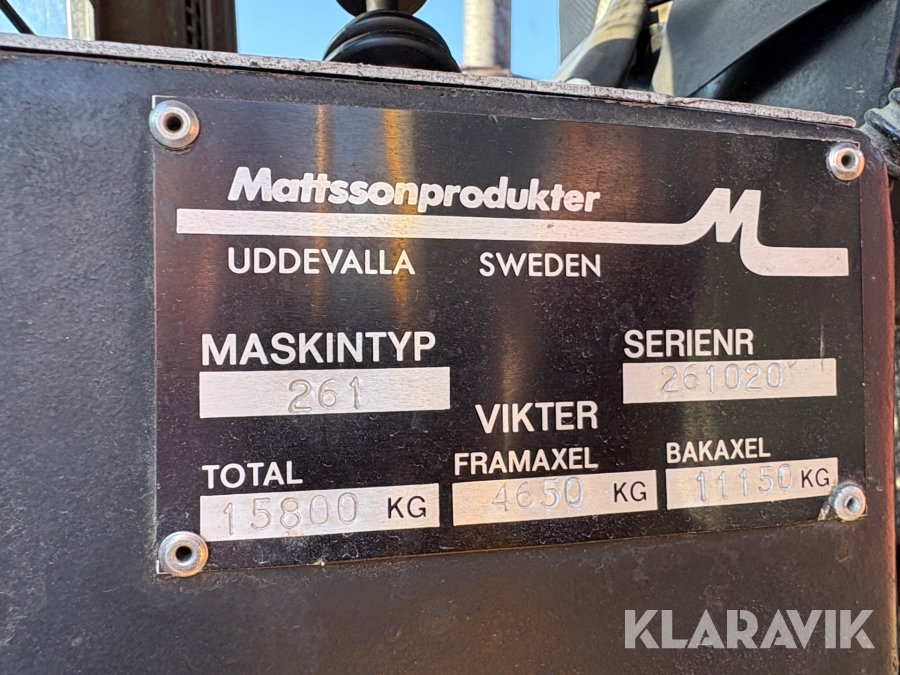 Mattssonprodukter
M
UDDEVALLA SWEDEN
MASKINTYP SERIENR
261 261020
VIKTER
TOTAL FRAMAXEL BAKAXEL
15800 KG 4650 KG 11150 KG
KLARAVIK